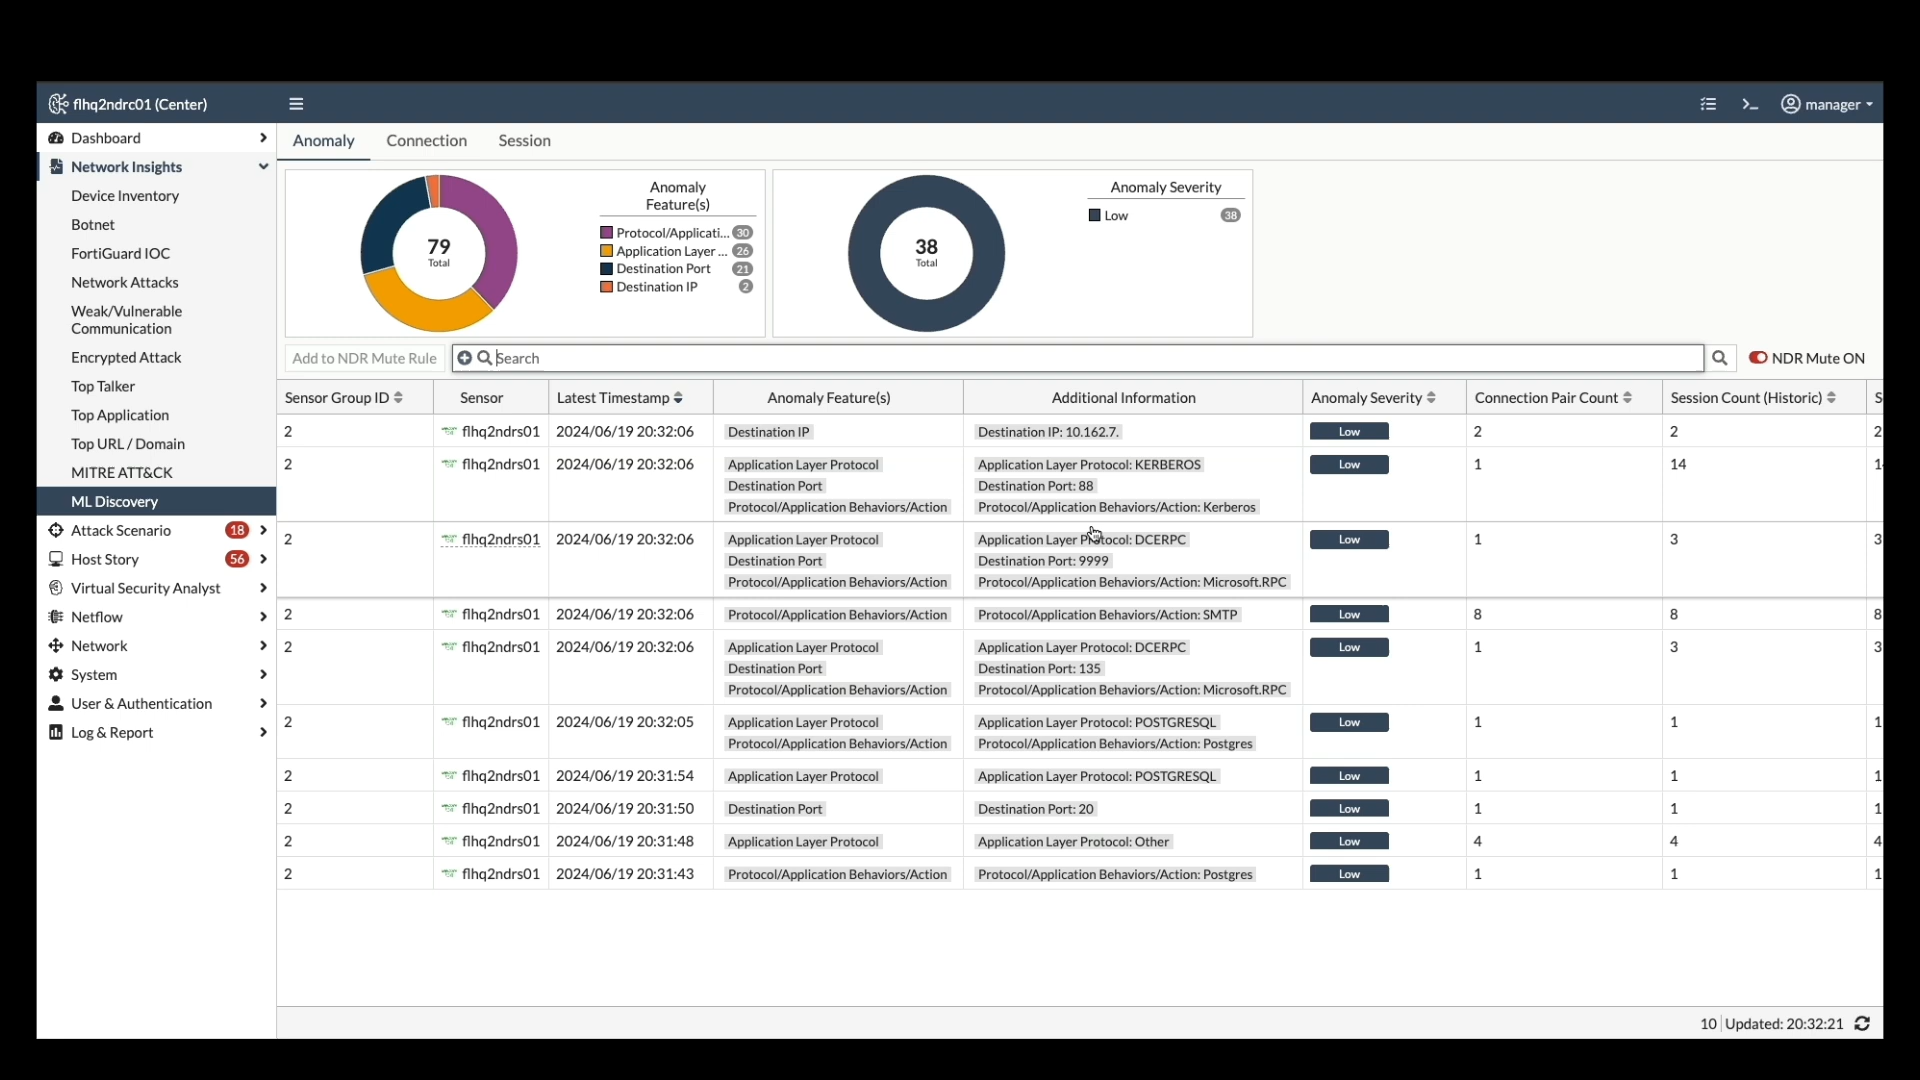 flhq2ndrc01 (Center)
manager
Dashboard
Network Insights
Device Inventory
Botnet
FortiGuard IOC
Network Attacks
Weak/Vulnerable
Communication
Encrypted Attack
Top Talker
Top Application
Top URL / Domain
MITRE ATT&CK
ML Discovery
Attack Scenario 18
Host Story 56
Virtual Security Analyst
Netflow
Network
System
User & Authentication
Log & Report
Anomaly Connection Session
79
Total
Anomaly
Feature(s)
Protocol/Applicati... 30
Application Layer ... 26
Destination Port 21
Destination IP 2
38
Total
Anomaly Severity
Low 38
Add to NDR Mute Rule Search NDR Mute ON
Sensor Group ID Sensor Latest Timestamp Anomaly Feature(s) Additional Information Anomaly Severity Connection Pair Count Session Count (Historic) S
2 flhq2ndrs01 2024/06/19 20:32:06 Destination IP Destination IP: 10.162.7. Low 2 2 2
2 flhq2ndrs01 2024/06/19 20:32:06 Application Layer Protocol Application Layer Protocol: KERBEROS Low 1 14 1
Destination Port Destination Port: 88
Protocol/Application Behaviors/Action Protocol/Application Behaviors/Action: Kerberos
2 flhq2ndrs01 2024/06/19 20:32:06 Application Layer Protocol Application Layer Protocol: DCERPC Low 1 3 3
Destination Port Destination Port: 9999
Protocol/Application Behaviors/Action Protocol/Application Behaviors/Action: Microsoft.RPC
2 flhq2ndrs01 2024/06/19 20:32:06 Protocol/Application Behaviors/Action Protocol/Application Behaviors/Action: SMTP Low 8 8 8
2 flhq2ndrs01 2024/06/19 20:32:06 Application Layer Protocol Application Layer Protocol: DCERPC Low 1 3 3
Destination Port Destination Port: 135
Protocol/Application Behaviors/Action Protocol/Application Behaviors/Action: Microsoft.RPC
2 flhq2ndrs01 2024/06/19 20:32:05 Application Layer Protocol Application Layer Protocol: POSTGRESQL Low 1 1 1
Protocol/Application Behaviors/Action Protocol/Application Behaviors/Action: Postgres
2 flhq2ndrs01 2024/06/19 20:31:54 Application Layer Protocol Application Layer Protocol: POSTGRESQL Low 1 1 1
2 flhq2ndrs01 2024/06/19 20:31:50 Destination Port Destination Port: 20 Low 1 1 1
2 flhq2ndrs01 2024/06/19 20:31:48 Application Layer Protocol Application Layer Protocol: Other Low 4 4 4
2 flhq2ndrs01 2024/06/19 20:31:43 Protocol/Application Behaviors/Action Protocol/Application Behaviors/Action: Postgres Low 1 1 1
10 Updated: 20:32:21